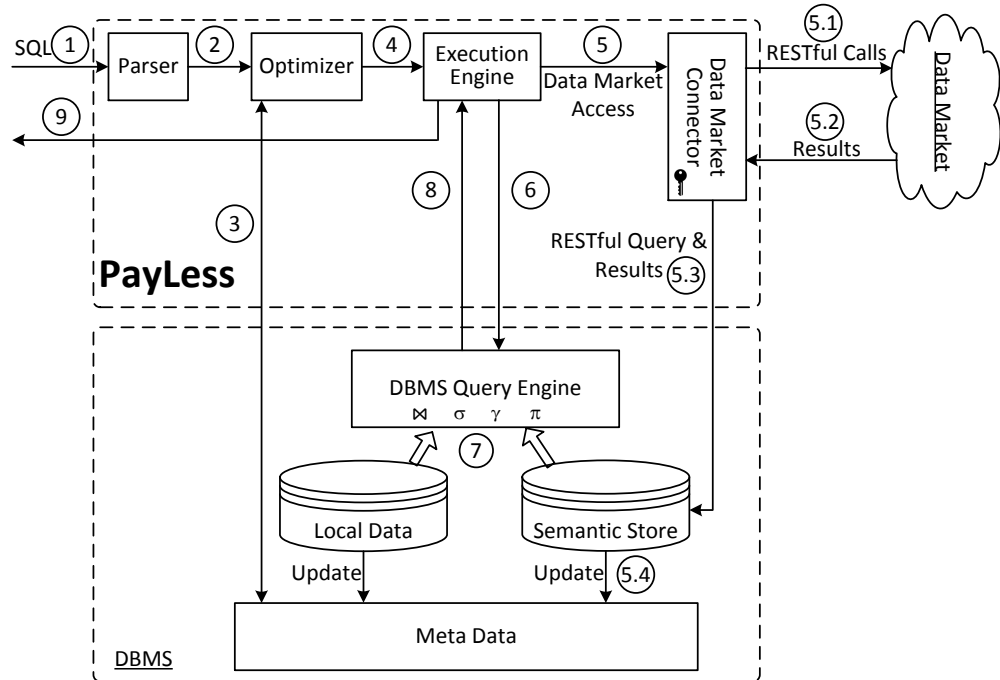 SQL
1
2
4
5
5.1
Parser
Optimizer
Execution
Engine
Data Market
Access
Data Market
Connector
RESTful Calls
5.2
Results
Data Market
9
3
8
6
RESTful Query &
Results
5.3
PayLess
DBMS Query Engine
⋈ σ γ π
7
Local Data
Semantic Store
Update
Update
5.4
Meta Data
DBMS